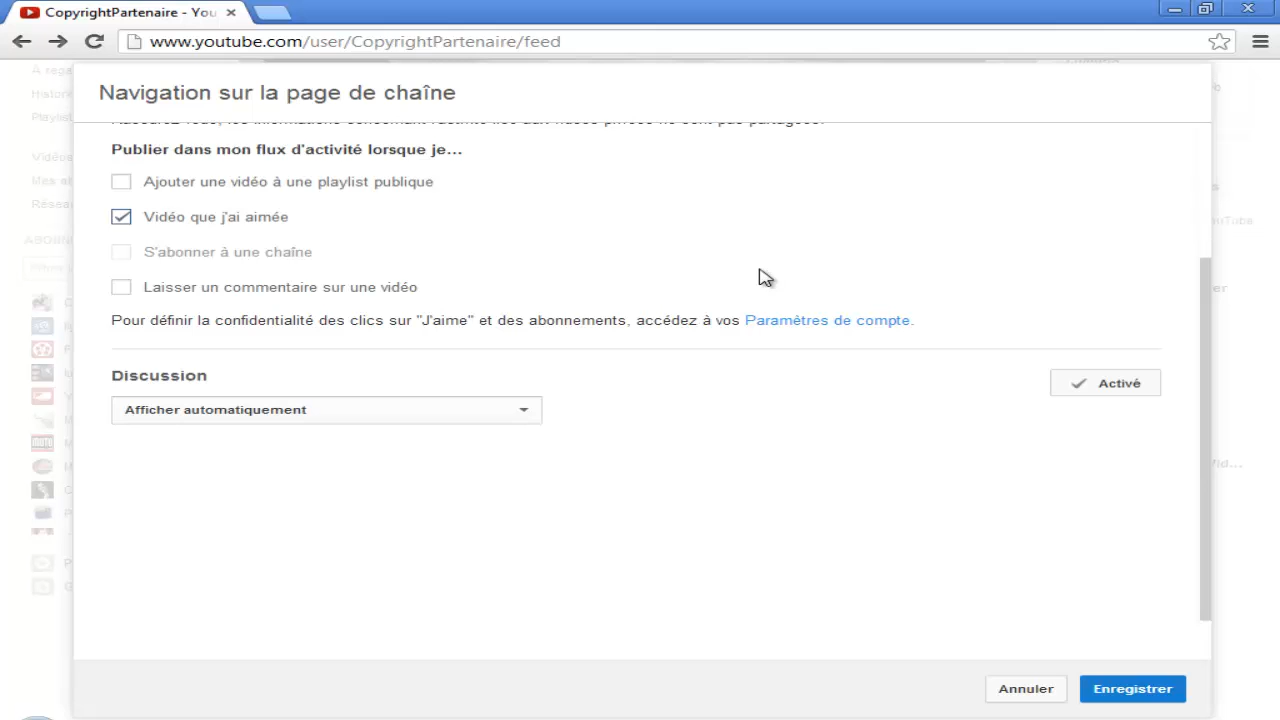 CopyrightPartenaire - You
www.youtube.com/user/CopyrightPartenaire/feed
Navigation sur la page de chaîne
Publier dans mon flux d'activité lorsque je...
Ajouter une vidéo à une playlist publique
Vidéo que j'ai aimée
S'abonner à une chaîne
Laisser un commentaire sur une vidéo
Pour définir la confidentialité des clics sur "J'aime" et des abonnements, accédez à vos Paramètres de compte.
Discussion
Activé
Afficher automatiquement
Annuler
Enregistrer